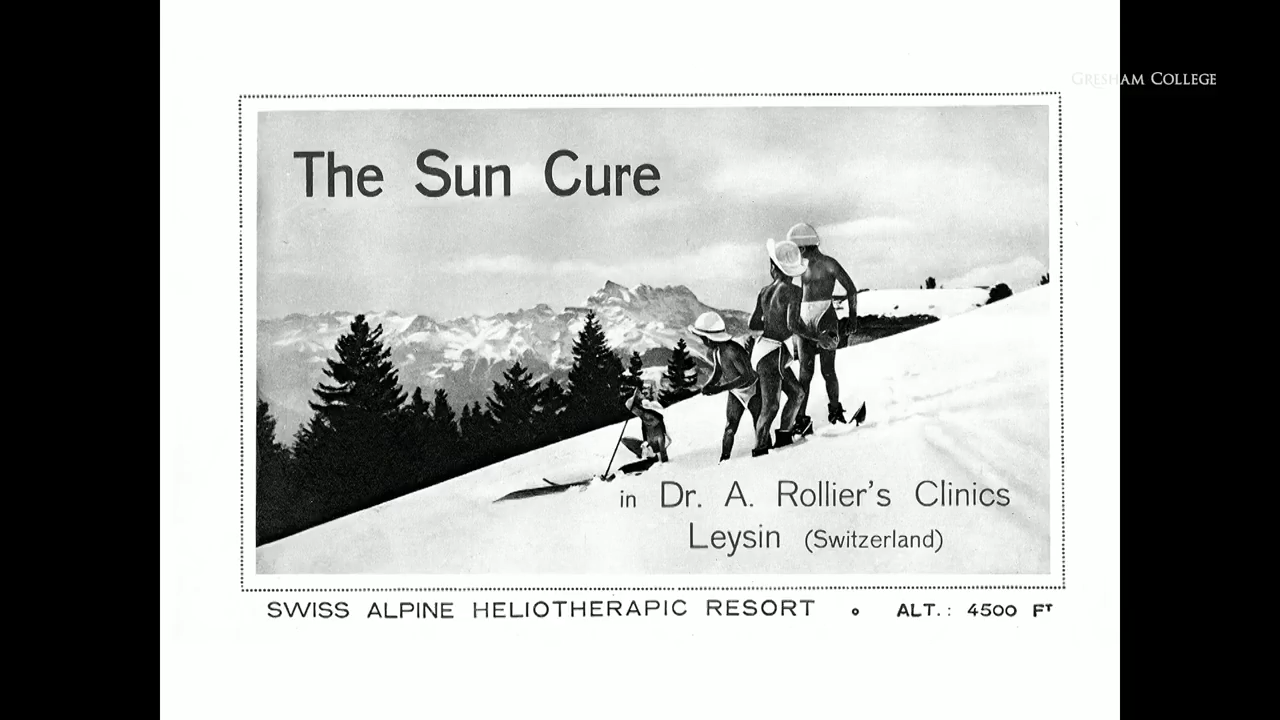 GRESHAM COLLEGE
The Sun Cure
in Dr. A. Rollier's Clinics
Leysin (Switzerland)
SWISS ALPINE HELIOTHERAPIC RESORT ∘ ALT.: 4500 FT